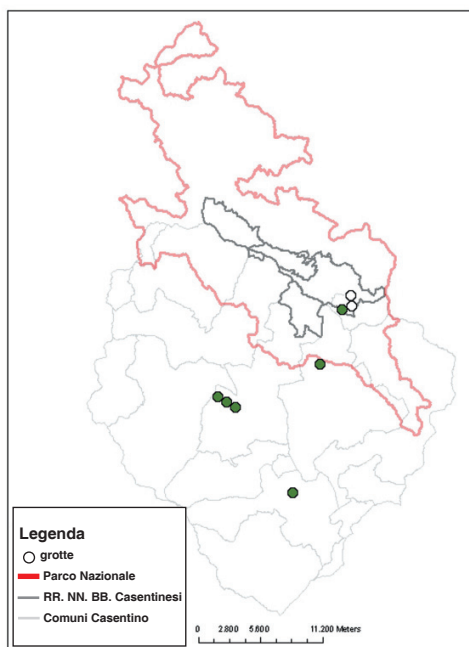 Legenda
grotte
Parco Nazionale
RR. NN. BB. Casentinesi
Comuni Casentino
0 2.800 5.600 11.200 Meters